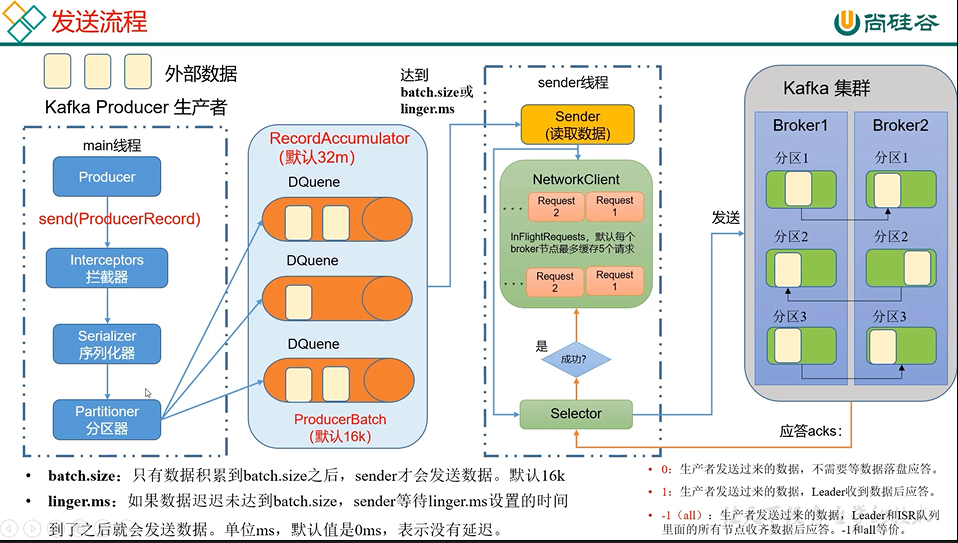 发送流程
尚硅谷
外部数据
Kafka Producer 生产者
main线程
Producer
send(ProducerRecord)
Interceptors
拦截器
Serializer
序列化器
Partitioner
分区器
RecordAccumulator
(默认32m)
DQuene
DQuene
DQuene
ProducerBatch
(默认16k)
达到
batch.size或
linger.ms
sender线程
Sender
(读取数据)
NetworkClient
... Request 2
Request 1
InFlightRequests，默认每个
broker节点最多缓存5个请求
... Request 2
Request 1
是
成功?
Selector
发送
Kafka 集群
Broker1
Broker2
分区1
分区1
分区2
分区2
分区3
分区3
应答acks：
• batch.size：只有数据积累到batch.size之后，sender才会发送数据。默认16k
• linger.ms：如果数据迟迟未达到batch.size，sender等待linger.ms设置的时间
到了之后就会发送数据。单位ms，默认值是0ms，表示没有延迟。
• 0：生产者发送过来的数据，不需要等数据落盘应答。
• 1：生产者发送过来的数据，Leader收到数据后应答。
• -1（all）：生产者发送过来的数据，Leader和ISR队列
里面的所有节点收齐数据后应答。-1和all等价。